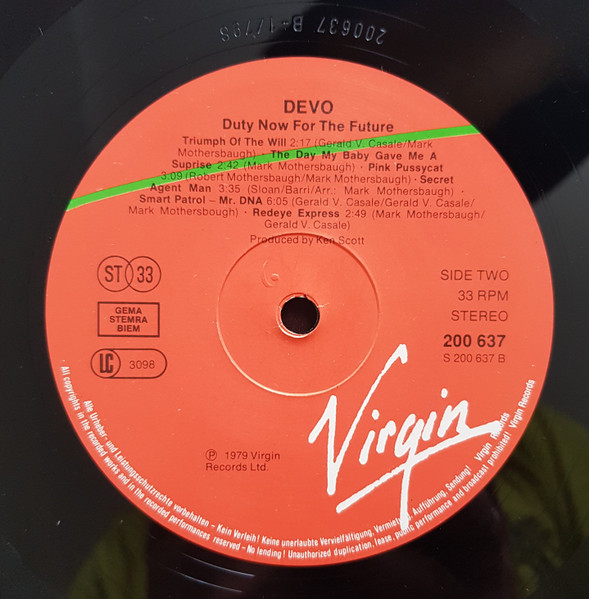 200637 B-1/79S
DEVO
Duty Now For The Future
Triumph Of The Will 2:17 (Gerald V. Casale/Mark
Mothersbaugh) · The Day My Baby Gave Me A
Suprise 2:42 (Mark Mothersbaugh) · Pink Pussycat
3:09 (Robert Mothersbaugh/Mark Mothersbaugh) · Secret
Agent Man 3:35 (Sloan/Barri/Arr.: Mark Mothersbaugh) ·
Smart Patrol – Mr. DNA 6:05 (Gerald V. Casale/Gerald V. Casale/
Mark Mothersbough) · Redeye Express 2:49 (Mark Mothersbaugh/
Gerald V. Casale)
Produced by Ken Scott
ST 33
SIDE TWO
33 RPM
STEREO
GEMA
STEMRA
BIEM
200 637
S 200 637 B
LC 3098
Virgin
℗ 1979 Virgin
Records Ltd.
Alle Urheber- und Leistungsschutzrechte vorbehalten – Kein Verleih! Keine unerlaubte Vervielfältigung, Vermietung, Aufführung, Sendung! Virgin Records
All copyrights in the recorded works and in the recorded performances reserved – No lending! Unauthorized duplication, lease, public performance and broadcast prohibited! Virgin Records